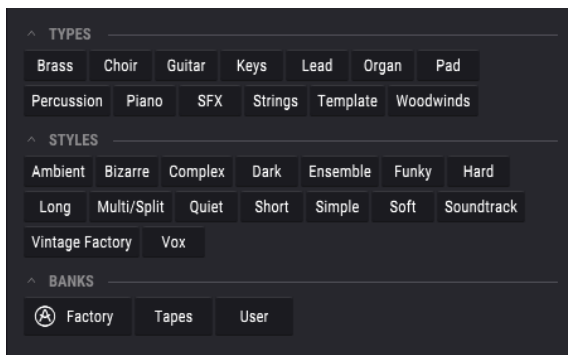 TYPES
Brass Choir Guitar Keys Lead Organ Pad
Percussion Piano SFX Strings Template Woodwinds
STYLES
Ambient Bizarre Complex Dark Ensemble Funky Hard
Long Multi/Split Quiet Short Simple Soft Soundtrack
Vintage Factory Vox
BANKS
Factory Tapes User